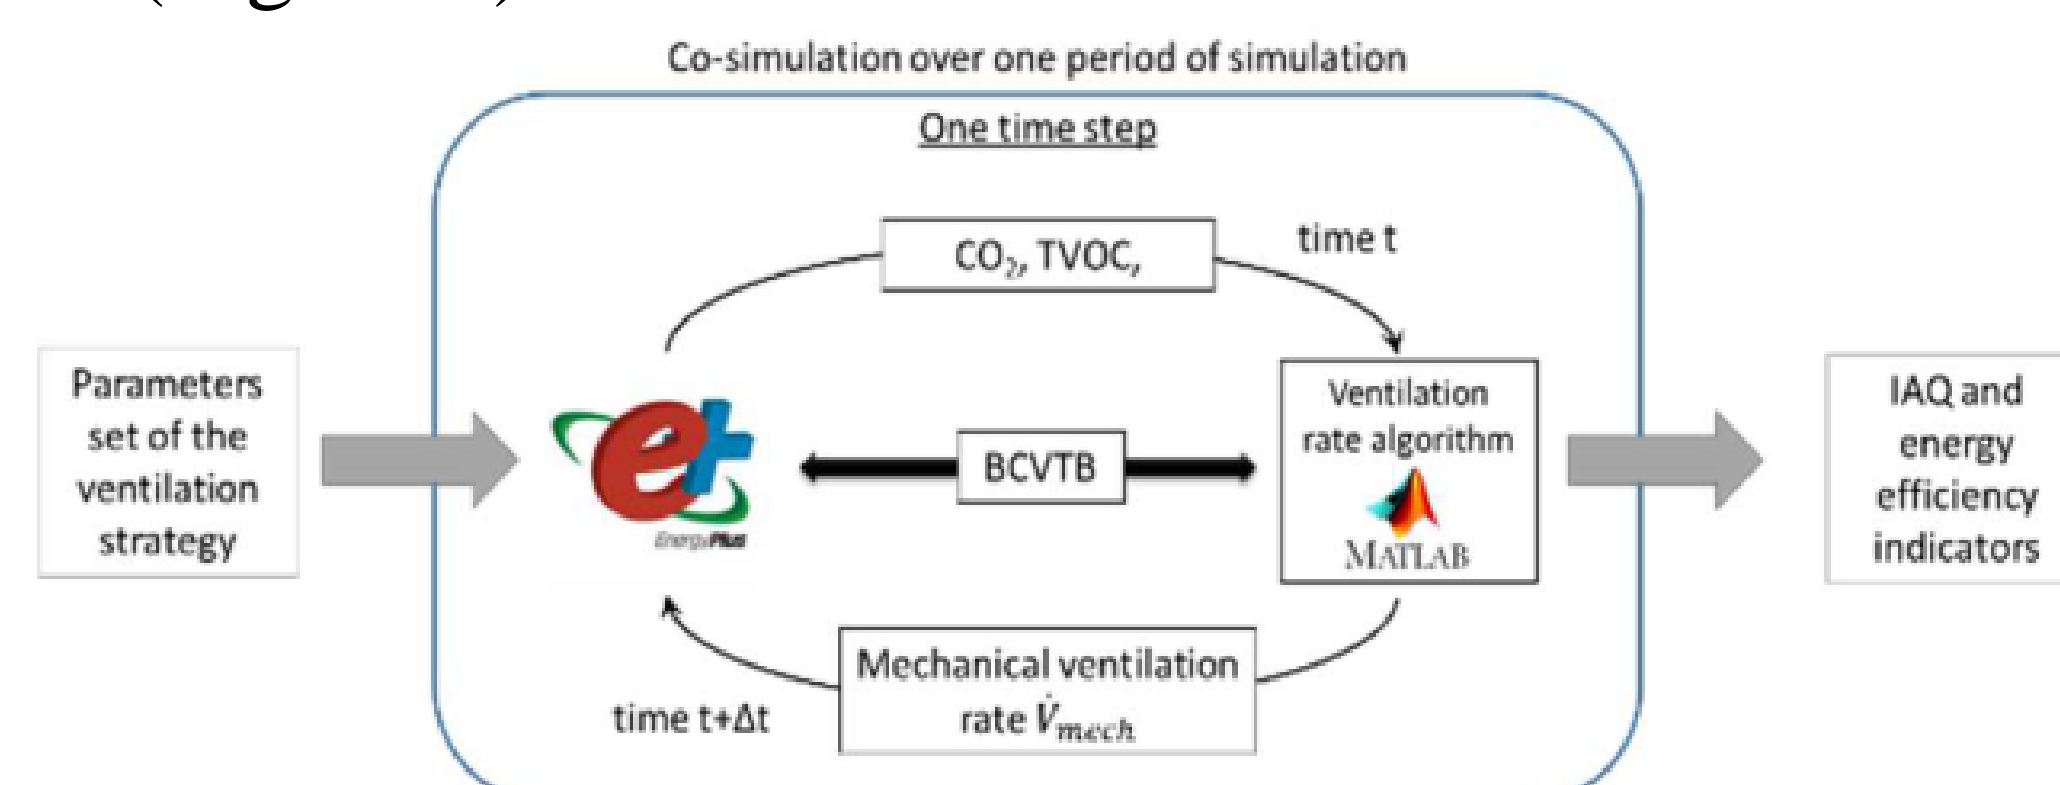 Co-simulation over one period of simulation
One time step
CO₂, TVOC,
time t
Parameters
set of the
ventilation
strategy
e+
EnergyPlus
BCVTB
Ventilation
rate algorithm
MATLAB
IAQ and
energy
efficiency
indicators
Mechanical ventilation
rate V̇mech
time t+Δt